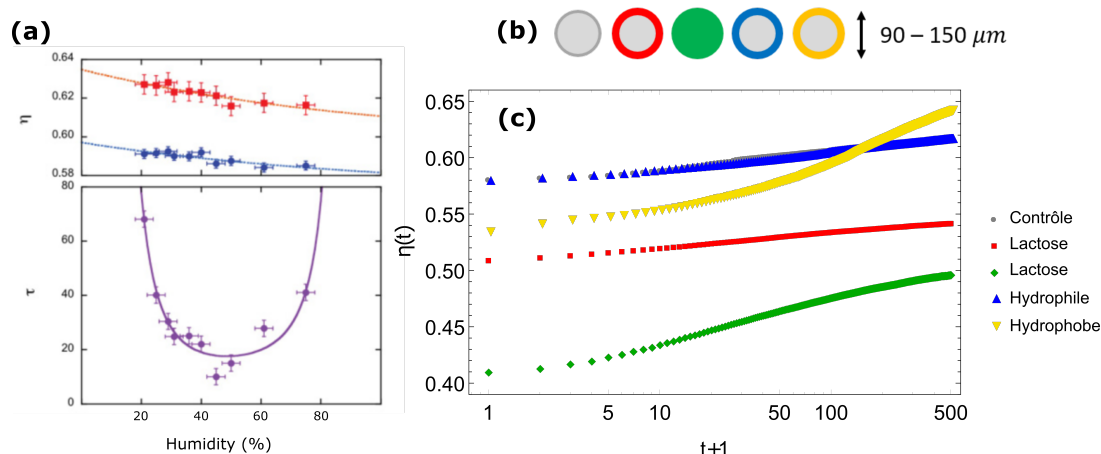 (a)
(b)
90 – 150 μm
0.64
0.62
0.60
0.58
η
80
60
40
20
0
τ
20
40
60
80
Humidity (%)
(c)
0.65
0.60
0.55
0.50
0.45
0.40
η(t)
1
5
10
50
100
500
t+1
Contrôle
Lactose
Lactose
Hydrophile
Hydrophobe